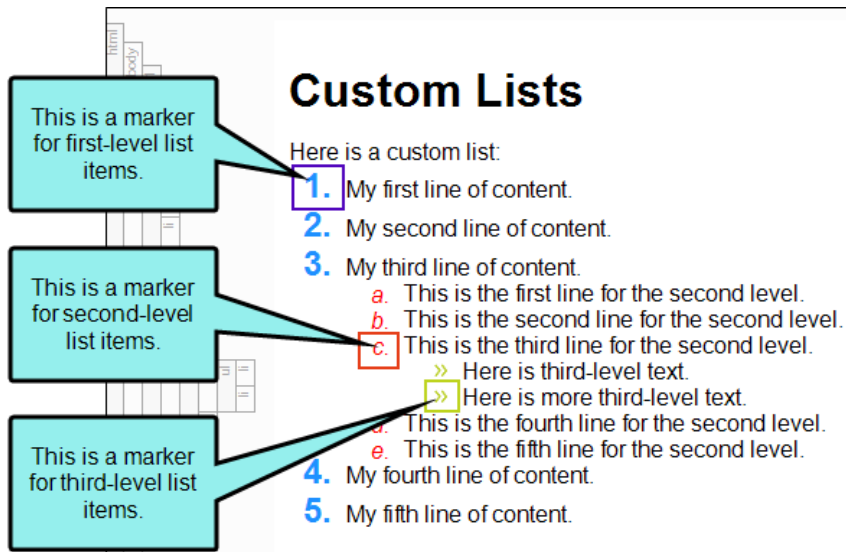 html
body
Custom Lists
This is a marker
for first-level list
items.
Here is a custom list:
1. My first line of content.
2. My second line of content.
li
3. My third line of content.
This is a marker
for second-level
list items.
a. This is the first line for the second level.
b. This is the second line for the second level.
c. This is the third line for the second level.
» Here is third-level text.
ul
li
li
» Here is more third-level text.
d. This is the fourth line for the second level.
e. This is the fifth line for the second level.
This is a marker
for third-level list
items.
4. My fourth line of content.
5. My fifth line of content.